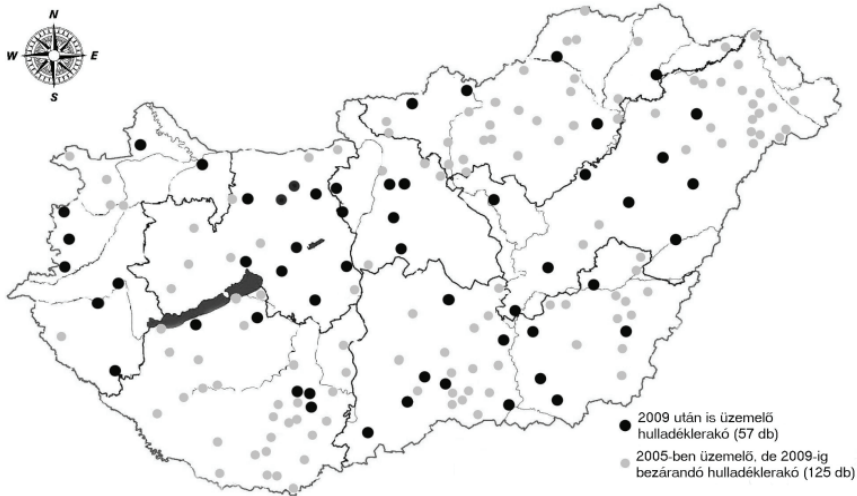 N
W E
S
2009 után is üzemelő
hulladéklerakó (57 db)
2005-ben üzemelő, de 2009-ig
bezárandó hulladéklerakó (125 db)